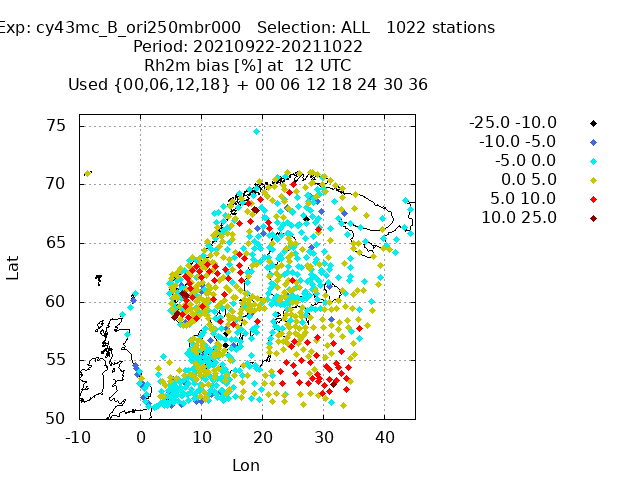 Exp: cy43mc_B_ori250mbr000 Selection: ALL 1022 stations
Period: 20210922-20211022
Rh2m bias [%] at 12 UTC
Used {00,06,12,18} + 00 06 12 18 24 30 36
-25.0 -10.0
-10.0 -5.0
-5.0 0.0
0.0 5.0
5.0 10.0
10.0 25.0
75
70
65
60
55
50
Lat
-10 0 10 20 30 40
Lon